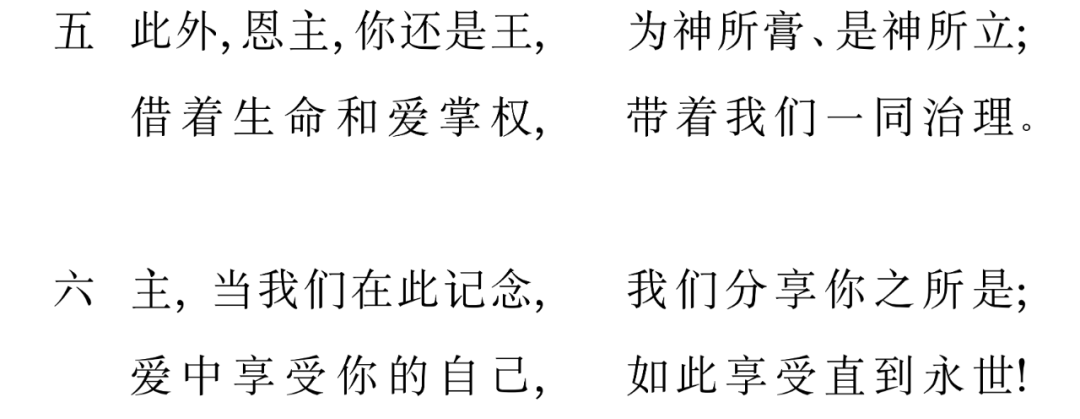 五 此外,恩主,你还是王, 为神所膏、是神所立;
借着生命和爱掌权, 带着我们一同治理。
六 主, 当我们在此记念, 我们分享你之所是;
爱中享受你的自己, 如此享受直到永世!